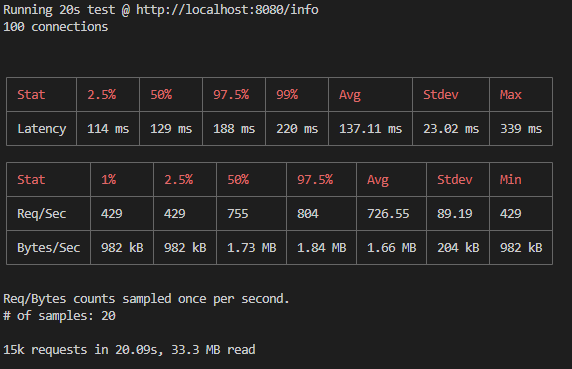 Running 20s test @ http://localhost:8080/info
100 connections
Stat 2.5% 50% 97.5% 99% Avg Stdev Max
Latency 114 ms 129 ms 188 ms 220 ms 137.11 ms 23.02 ms 339 ms
Stat 1% 2.5% 50% 97.5% Avg Stdev Min
Req/Sec 429 429 755 804 726.55 89.19 429
Bytes/Sec 982 kB 982 kB 1.73 MB 1.84 MB 1.66 MB 204 kB 982 kB
Req/Bytes counts sampled once per second.
# of samples: 20
15k requests in 20.09s, 33.3 MB read